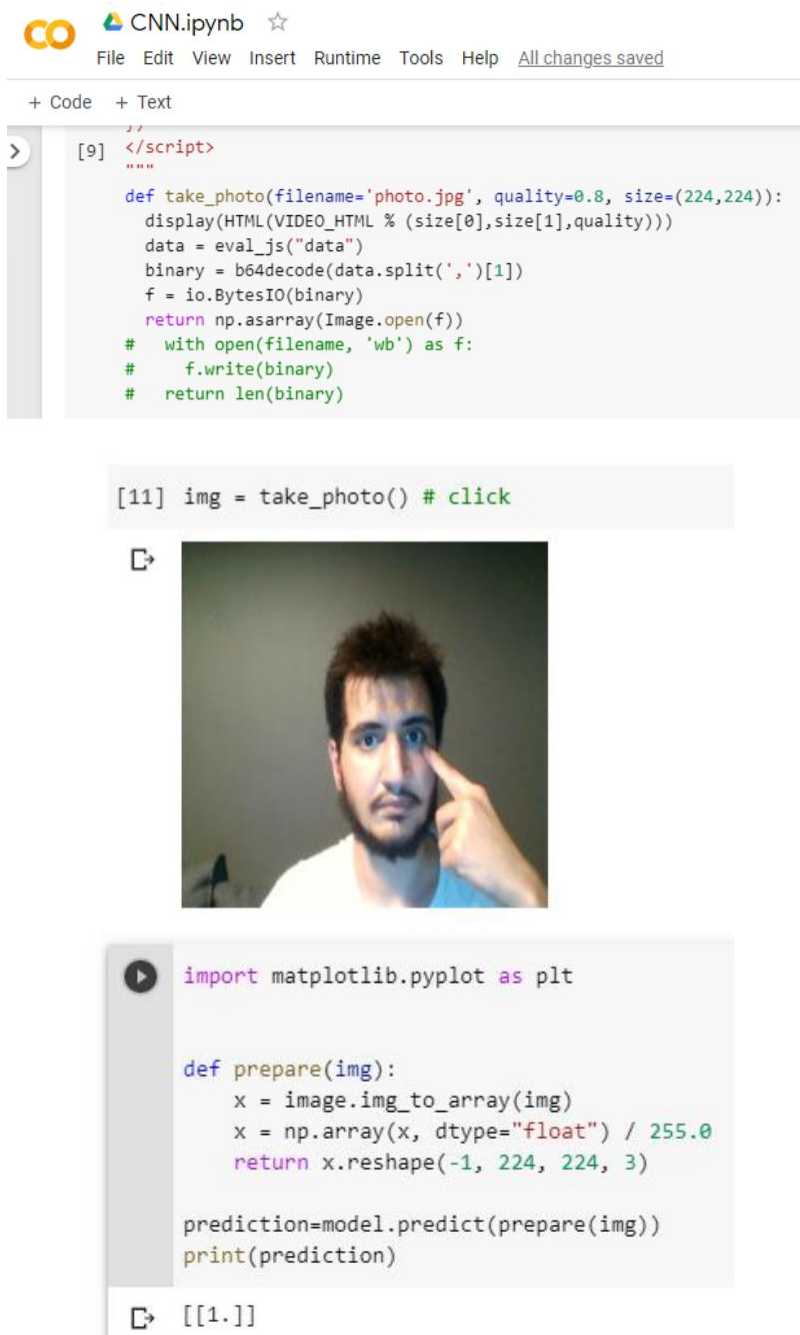 CO CNN.ipynb
File Edit View Insert Runtime Tools Help All changes saved
+ Code + Text
})
[9] </script>
"""
def take_photo(filename='photo.jpg', quality=0.8, size=(224,224)):
  display(HTML(VIDEO_HTML % (size[0],size[1],quality)))
  data = eval_js("data")
  binary = b64decode(data.split(',')[1])
  f = io.BytesIO(binary)
  return np.asarray(Image.open(f))
#   with open(filename, 'wb') as f:
#     f.write(binary)
#   return len(binary)
[11] img = take_photo() # click
import matplotlib.pyplot as plt
def prepare(img):
    x = image.img_to_array(img)
    x = np.array(x, dtype="float") / 255.0
    return x.reshape(-1, 224, 224, 3)
prediction=model.predict(prepare(img))
print(prediction)
[[1.]]